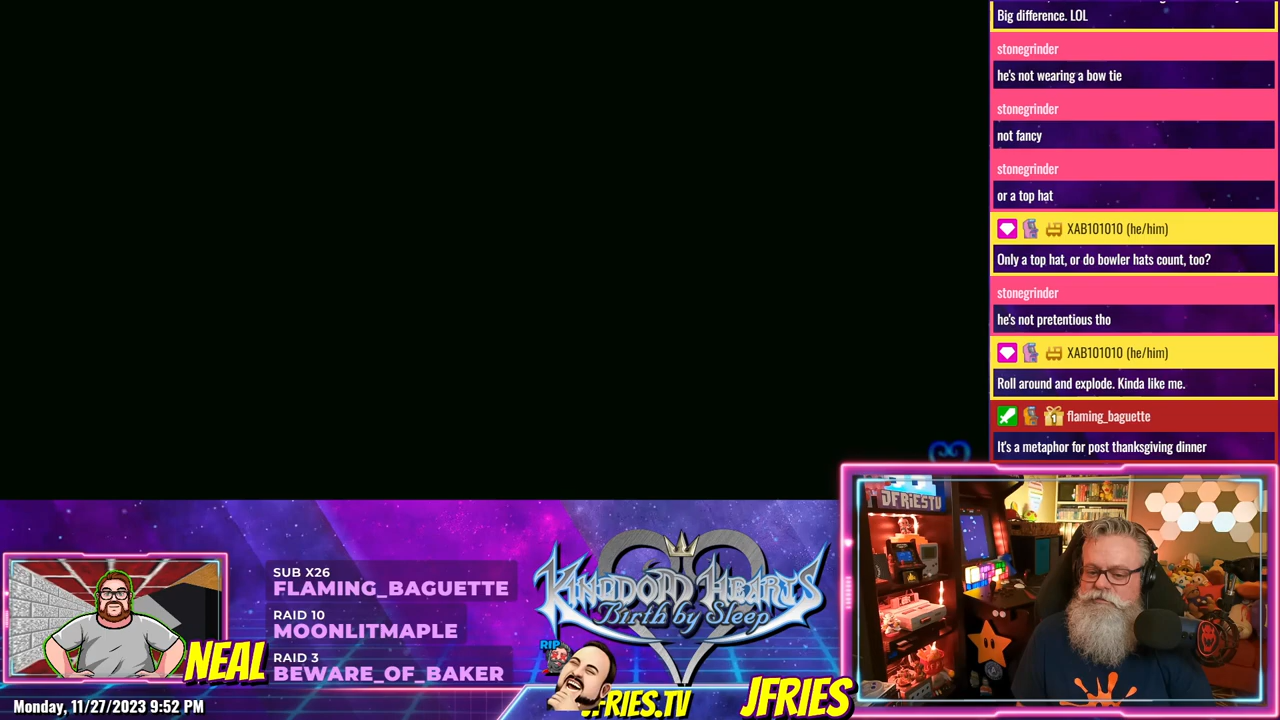 Big difference. LOL
stonegrinder
he's not wearing a bow tie
stonegrinder
not fancy
stonegrinder
or a top hat
XAB101010 (he/him)
Only a top hat, or do bowler hats count, too?
stonegrinder
he's not pretentious tho
XAB101010 (he/him)
Roll around and explode. Kinda like me.
1 flaming_baguette
It's a metaphor for post thanksgiving dinner
JFRIESTV
SUB X26
FLAMING_BAGUETTE
RAID 10
MOONLITMAPLE
RAID 3
BEWARE_OF_BAKER
KINGDOM HEARTS
Birth by Sleep
RIP
NEAL
JFRIES.TV
JFRIES
Monday, 11/27/2023 9:52 PM